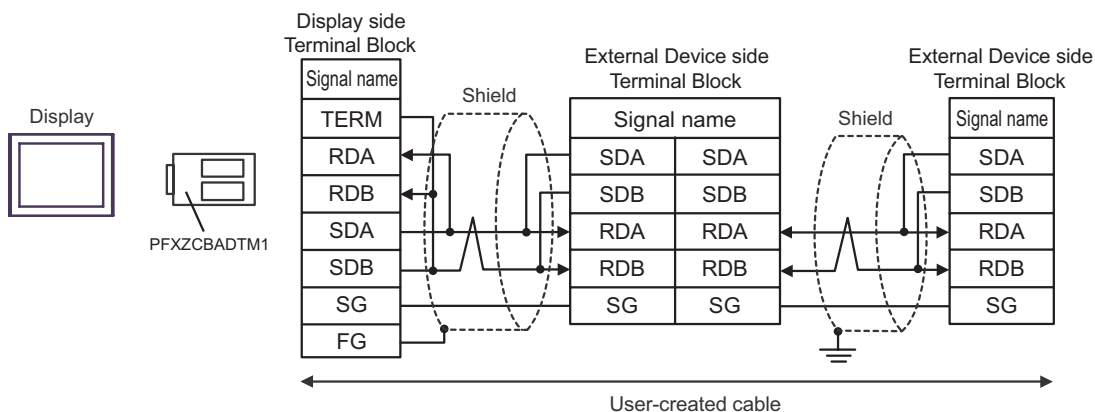 Display side
Terminal Block
External Device side
Terminal Block
External Device side
Terminal Block
Display
PFXZCBADTM1
Signal name
TERM
RDA
RDB
SDA
SDB
SG
FG
Shield
Signal name
SDA SDA
SDB SDB
RDA RDA
RDB RDB
SG SG
Shield
Signal name
SDA
SDB
RDA
RDB
SG
User-created cable